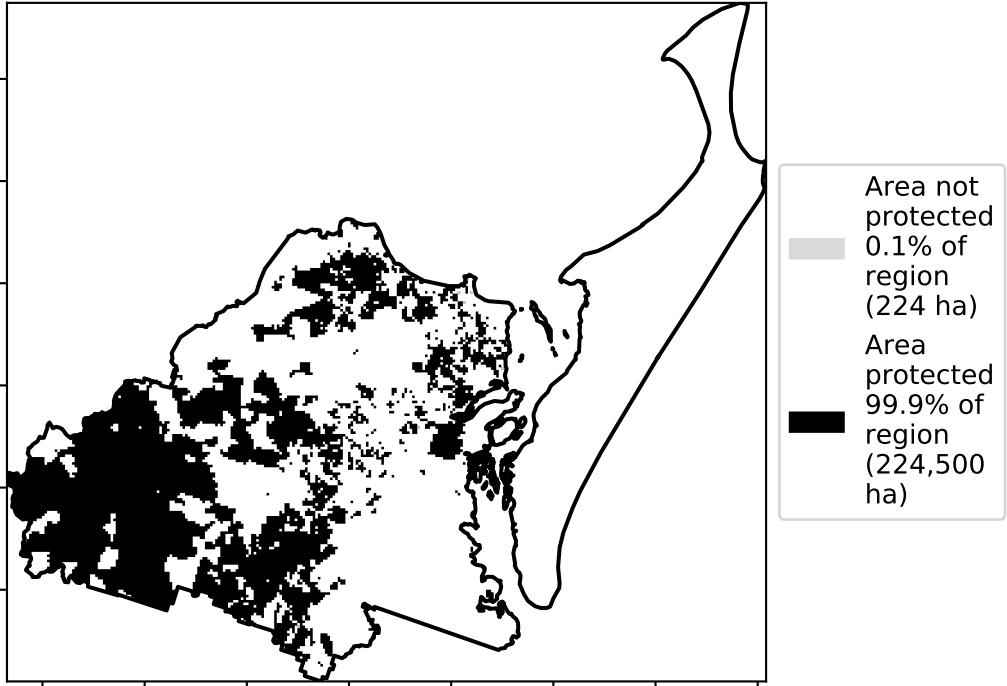 Area not
protected
0.1% of
region
(224 ha)
Area
protected
99.9% of
region
(224,500
ha)